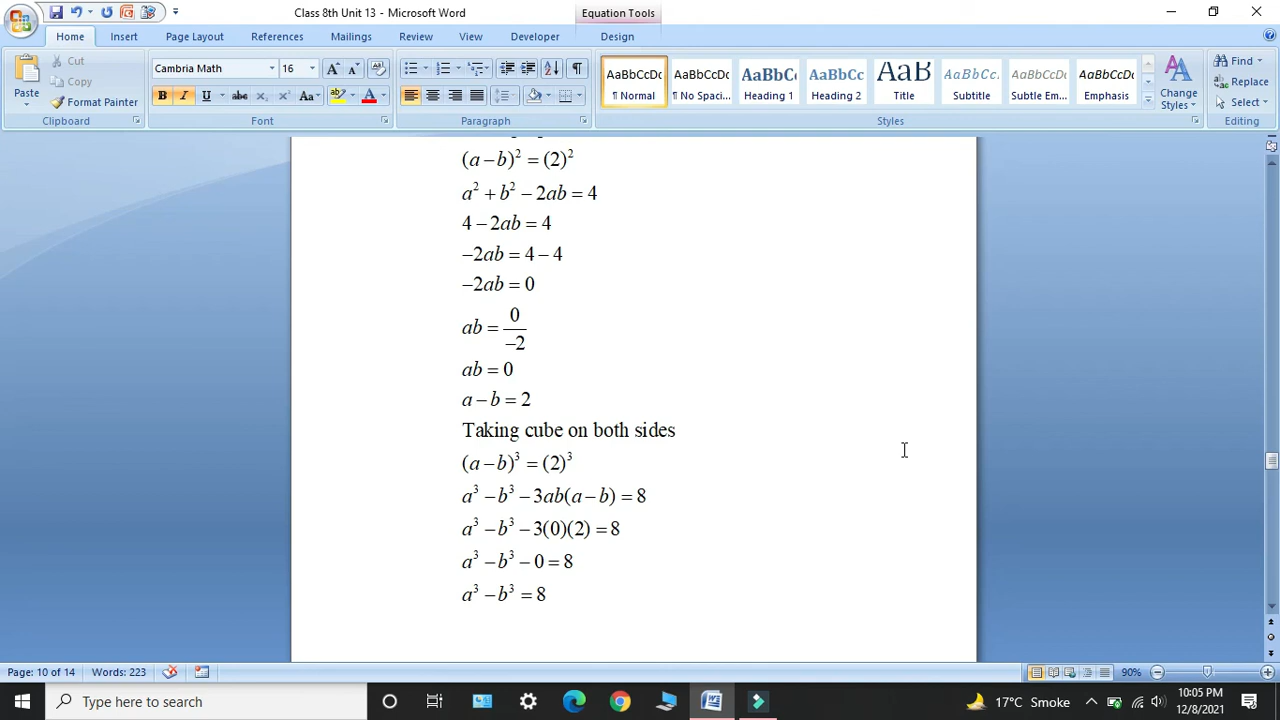 Class 8th Unit 13 - Microsoft Word
Equation Tools
Home Insert Page Layout References Mailings Review View Developer Design
Paste
Cut
Copy
Format Painter
Clipboard
Cambria Math 16
B I U abc x₂ x² Aa A
Font
Paragraph
AaBbCcDc AaBbCcDc AaBbCc AaBbCc AaB AaBbCc. AaBbCcDc AaBbCcDc
¶ Normal ¶ No Spaci... Heading 1 Heading 2 Title Subtitle Subtle Em... Emphasis
Change Styles
Styles
Find
Replace
Select
Editing
(a − b)² = (2)²
a² + b² − 2ab = 4
4 − 2ab = 4
−2ab = 4 − 4
−2ab = 0
ab = 0/−2
ab = 0
a − b = 2
Taking cube on both sides
(a − b)³ = (2)³
a³ − b³ − 3ab(a − b) = 8
a³ − b³ − 3(0)(2) = 8
a³ − b³ − 0 = 8
a³ − b³ = 8
Page: 10 of 14 Words: 223 90%
Type here to search
17°C Smoke
10:05 PM
12/8/2021